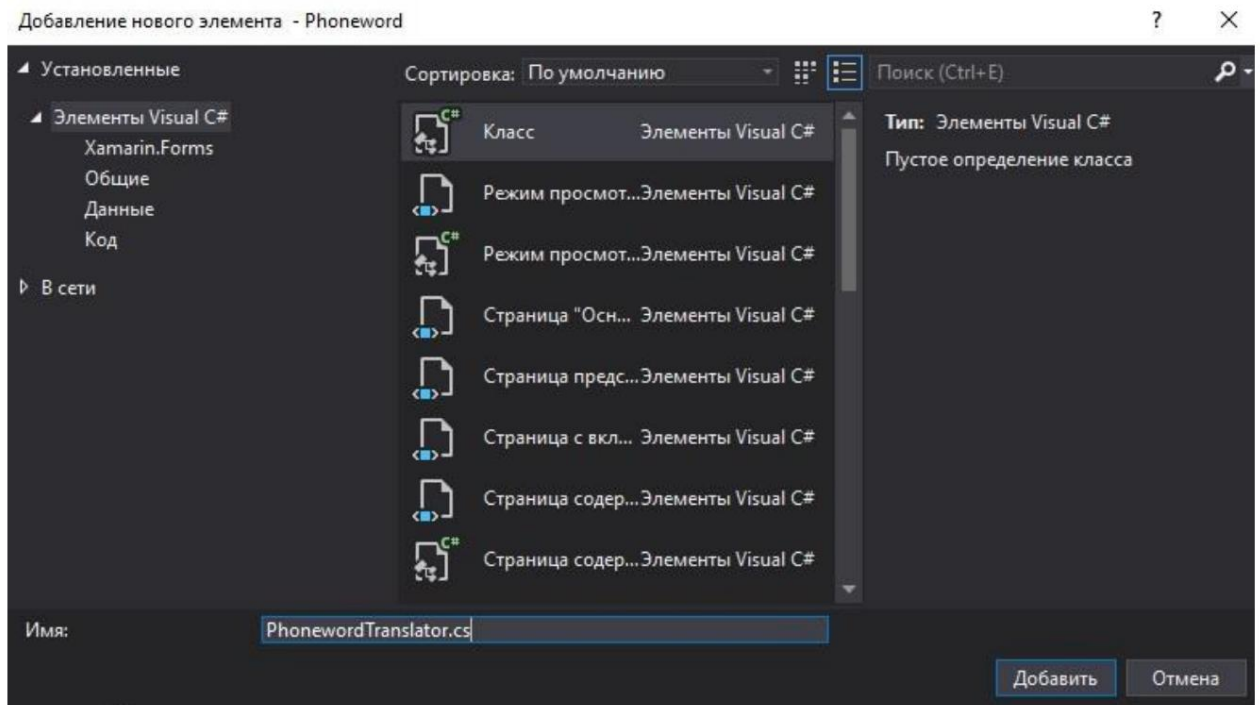 Добавление нового элемента - Phoneword
?
Установленные
Элементы Visual C#
Xamarin.Forms
Общие
Данные
Код
В сети
Сортировка: По умолчанию
Поиск (Ctrl+E)
C# Класс Элементы Visual C#
Режим просмот... Элементы Visual C#
C# Режим просмот... Элементы Visual C#
Страница "Осн... Элементы Visual C#
Страница предс... Элементы Visual C#
Страница с вкл... Элементы Visual C#
Страница содер... Элементы Visual C#
C# Страница содер... Элементы Visual C#
Тип: Элементы Visual C#
Пустое определение класса
Имя: PhonewordTranslator.cs
Добавить Отмена